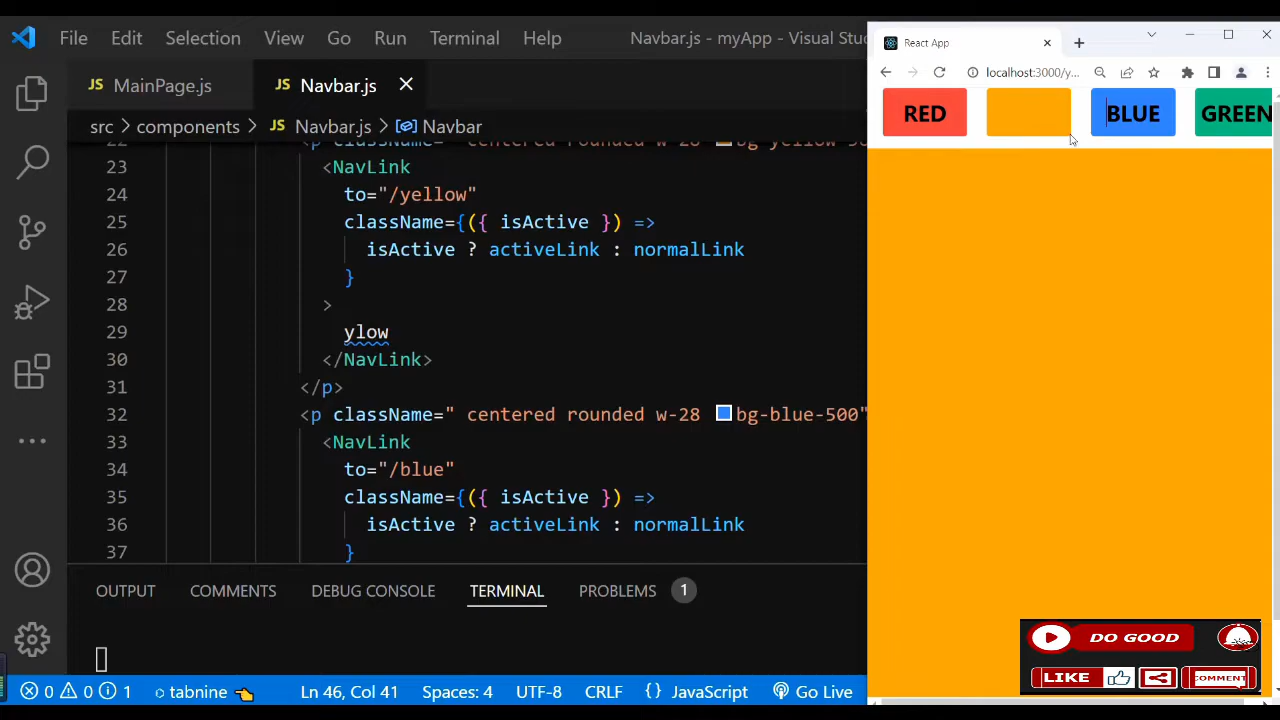 File Edit Selection View Go Run Terminal Help Navbar.js - myApp - Visual Stu
JS MainPage.js JS Navbar.js
src > components > JS Navbar.js > Navbar
23 <NavLink
24 to="/yellow"
25 className={({ isActive }) =>
26 isActive ? activeLink : normalLink
27 }
28 >
29 ylow
30 </NavLink>
31 </p>
32 <p className=" centered rounded w-28 bg-blue-500"
33 <NavLink
34 to="/blue"
35 className={({ isActive }) =>
36 isActive ? activeLink : normalLink
37 }
OUTPUT COMMENTS DEBUG CONSOLE TERMINAL PROBLEMS 1
0 0 1 tabnine Ln 46, Col 41 Spaces: 4 UTF-8 CRLF {} JavaScript Go Live
React App
localhost:3000/y...
RED BLUE GREEN
DO GOOD
LIKE COMMENT